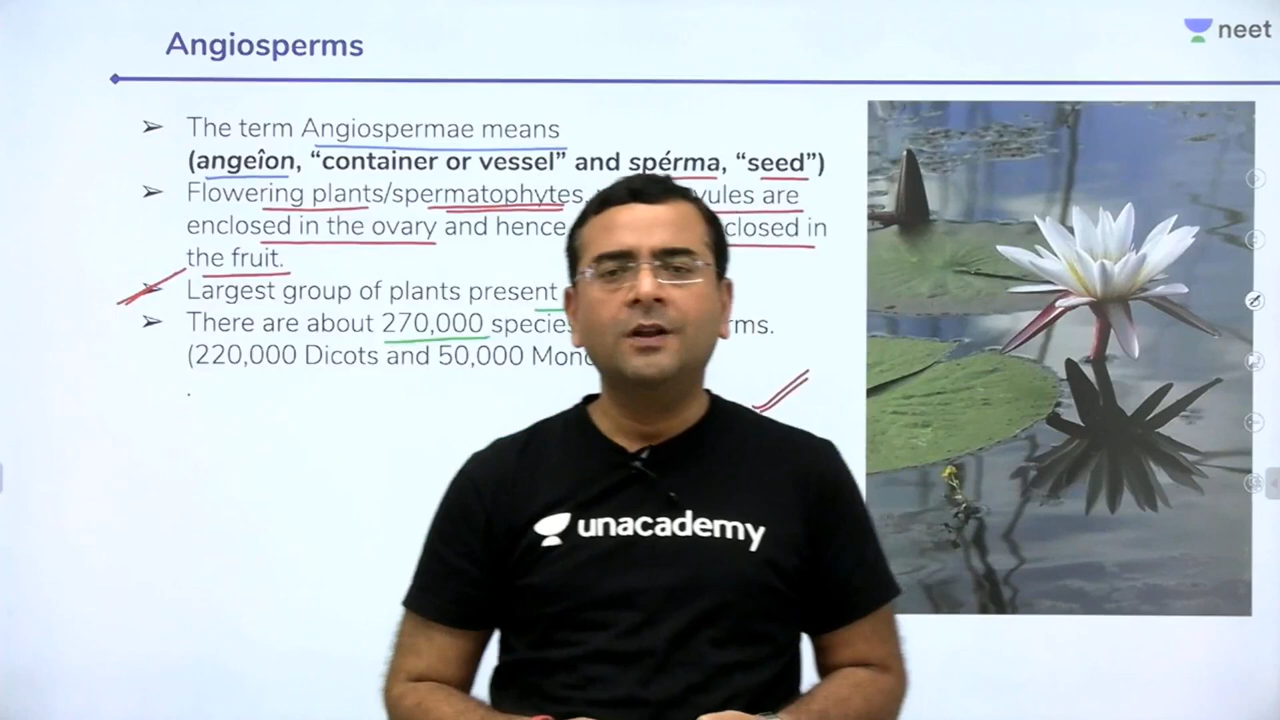 Angiosperms
neet
The term Angiospermae means
(angeîon, “container or vessel” and spérma, “seed”)
Flowering plants/spermatophytes, are
enclosed in the ovary and hence in
the fruit.
Largest group of plants present
There are about 270,000
(220,000 Dicots and 50,000
unacademy